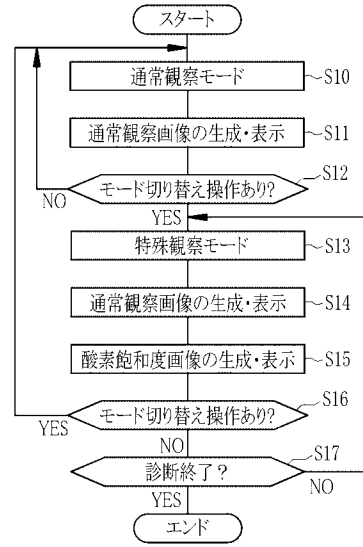 スタート
通常観察モード
S10
通常観察画像の生成・表示
S11
モード切り替え操作あり?
S12
NO
YES
特殊観察モード
S13
通常観察画像の生成・表示
S14
酸素飽和度画像の生成・表示
S15
モード切り替え操作あり?
S16
YES
NO
診断終了?
S17
NO
YES
エンド